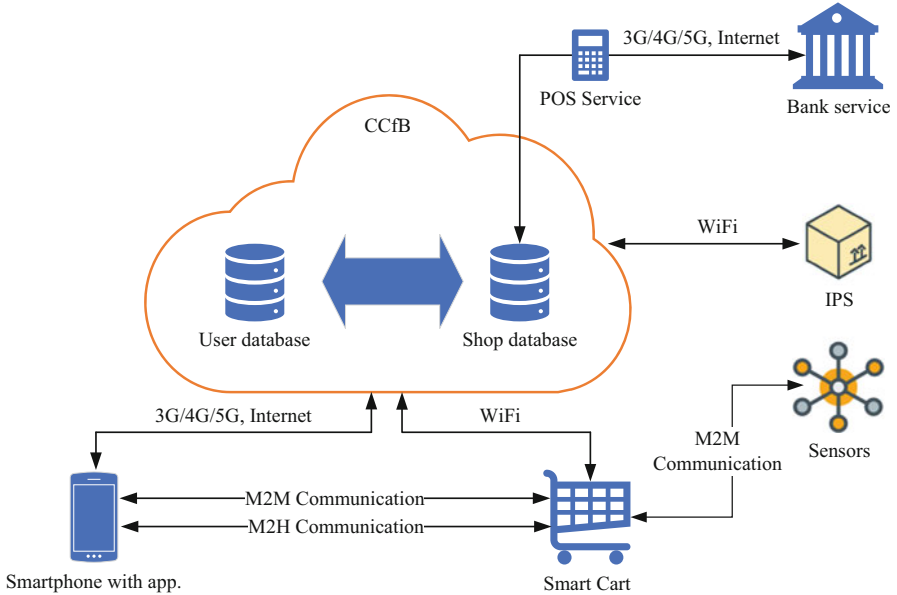 3G/4G/5G, Internet
POS Service
Bank service
CCfB
WiFi
IPS
User database
Shop database
3G/4G/5G, Internet
WiFi
M2M
Communication
Sensors
M2M Communication
M2H Communication
Smartphone with app.
Smart Cart